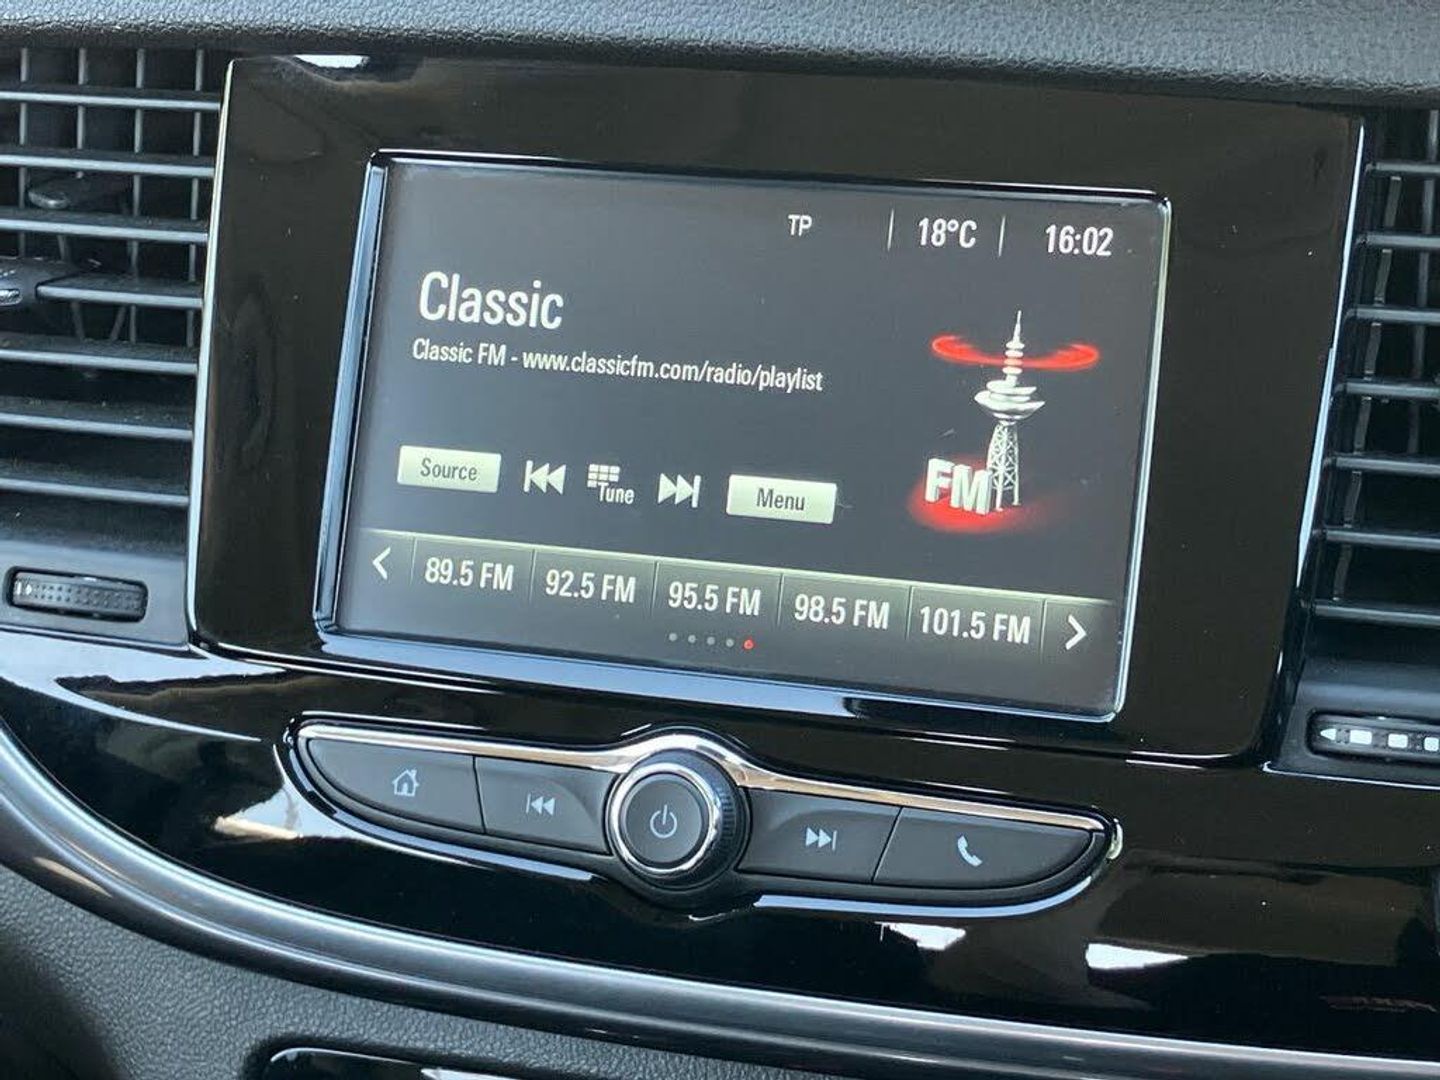 TP
18°C
16:02
Classic
Classic FM - www.classicfm.com/radio/playlist
Source
Tune
Menu
FM
89.5 FM
92.5 FM
95.5 FM
98.5 FM
101.5 FM